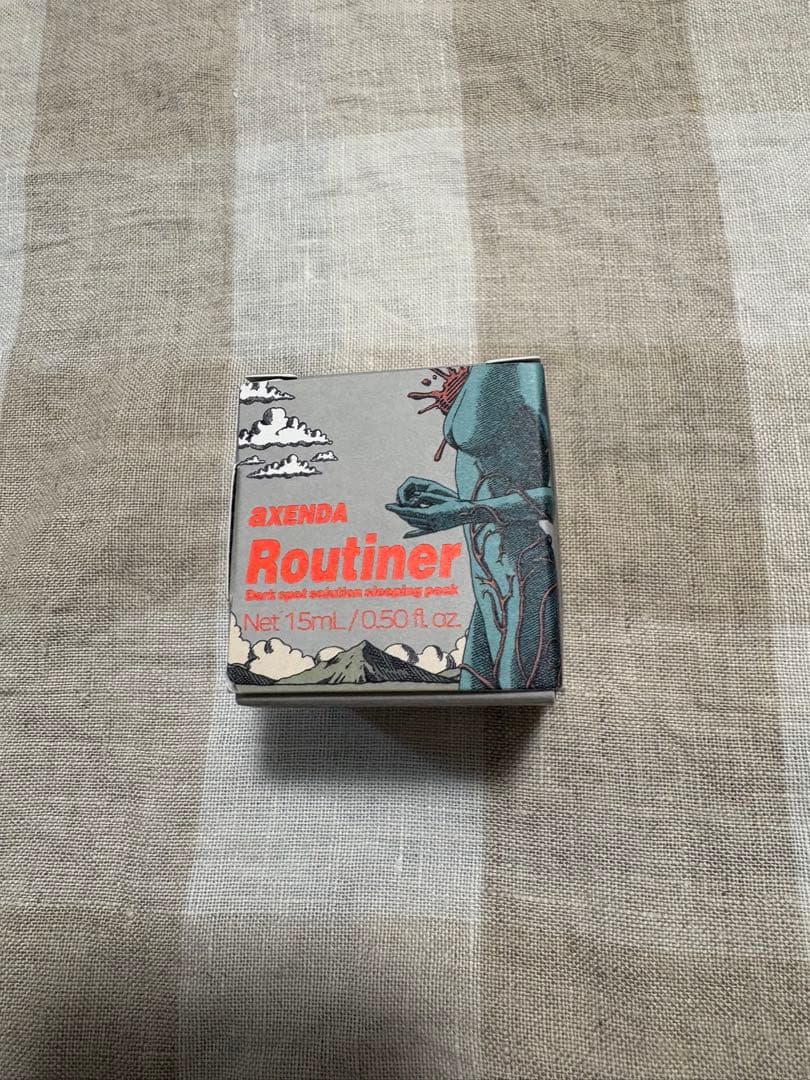 aXENDA
Routiner
Dark spot solution sleeping pack
Net 15mL / 0.50 fl. oz.